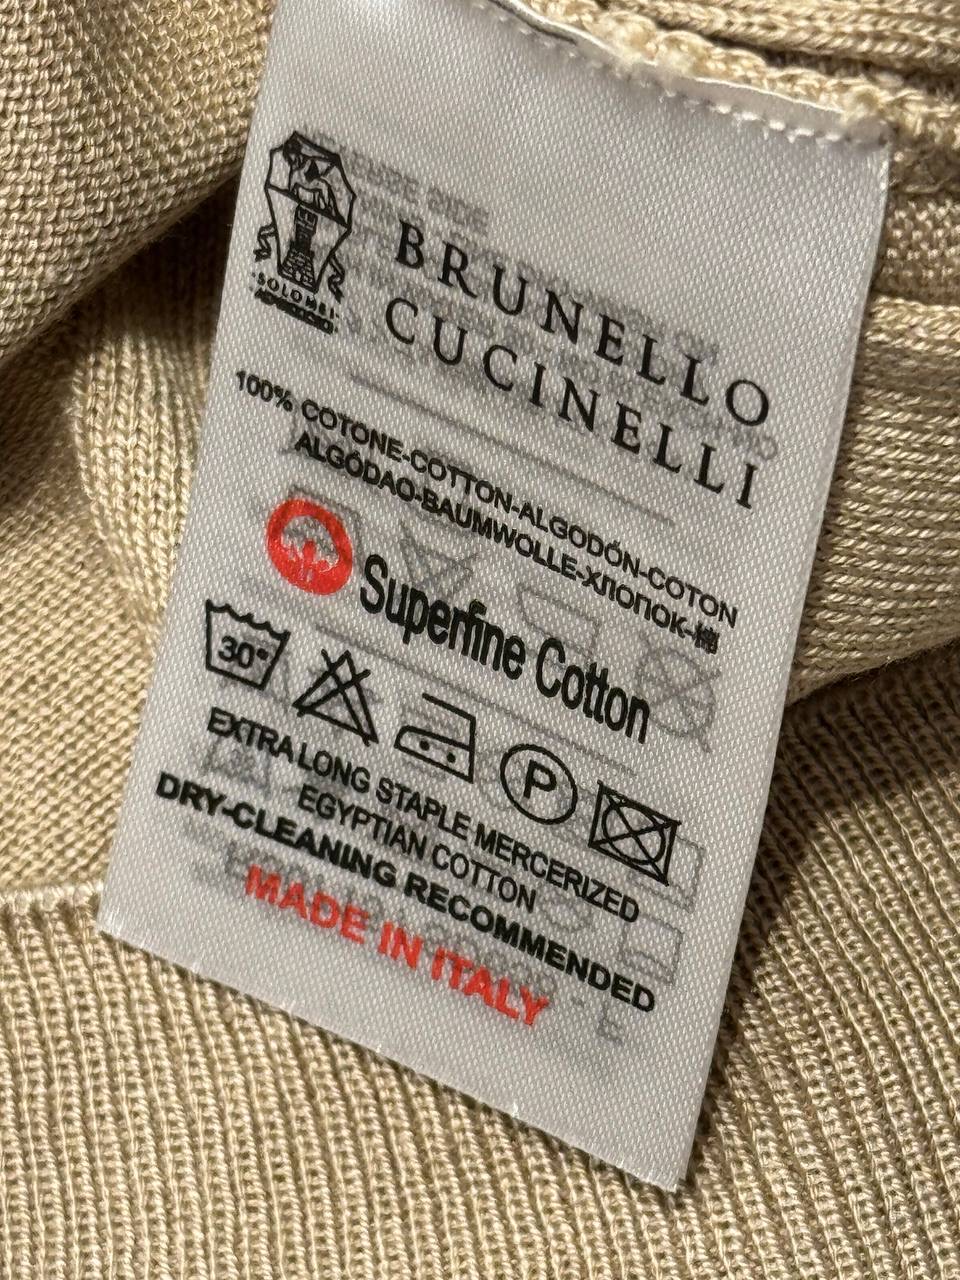 BRUNELLO
CUCINELLI
SOLOMEI
100% COTONE-COTTON-ALGODÓN-COTON
ALGÓDAO-BAUMWOLLE-ХЛОПОК-棉
Superfine Cotton
30°
P
EXTRA LONG STAPLE MERCERIZED
EGYPTIAN COTTON
DRY-CLEANING RECOMMENDED
MADE IN ITALY